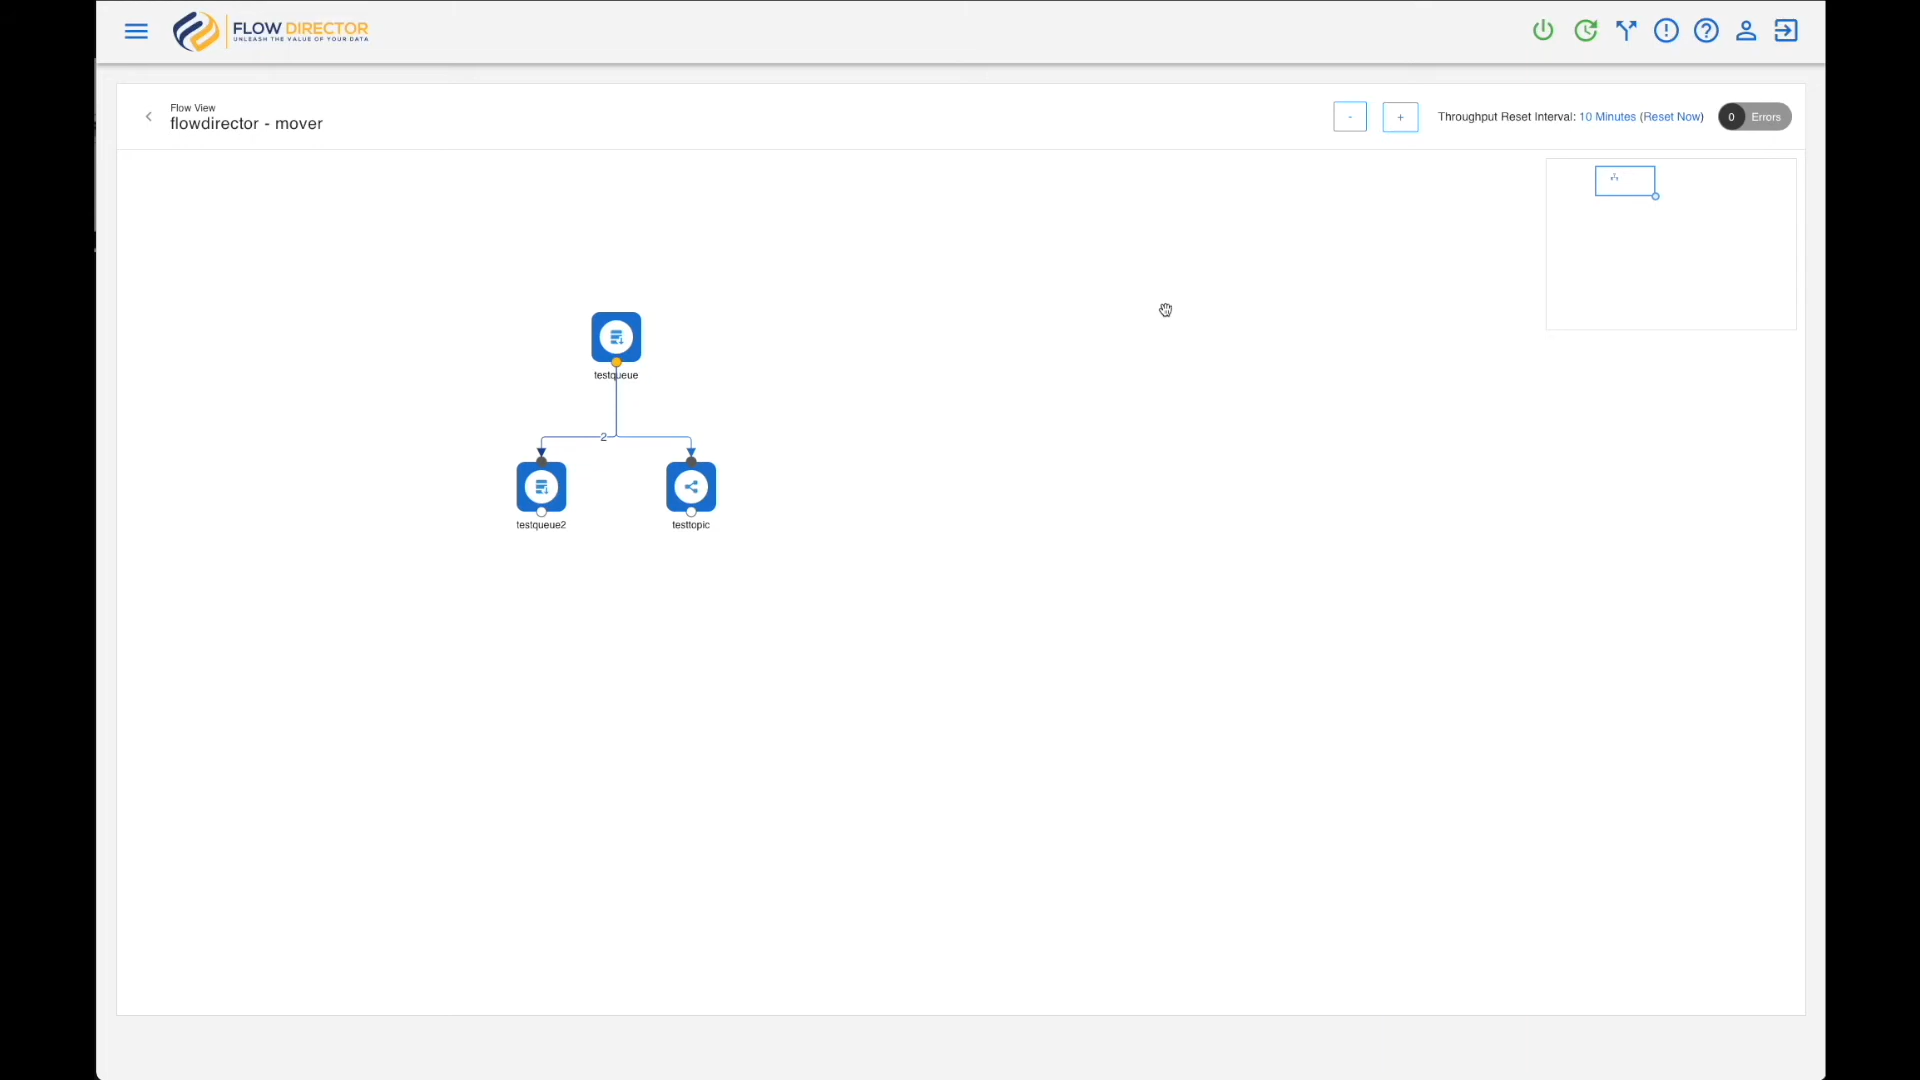 FLOW DIRECTOR
UNLEASH THE VALUE OF YOUR DATA
Flow View
flowdirector - mover
-
+
Throughput Reset Interval: 10 Minutes (Reset Now)
0 Errors
testqueue
2
testqueue2
testtopic